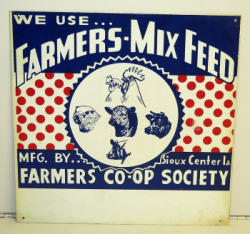 WE USE...
FARMERS-MIX FEED
MFG. BY.. Sioux Center Ia.
FARMERS CO-OP SOCIETY